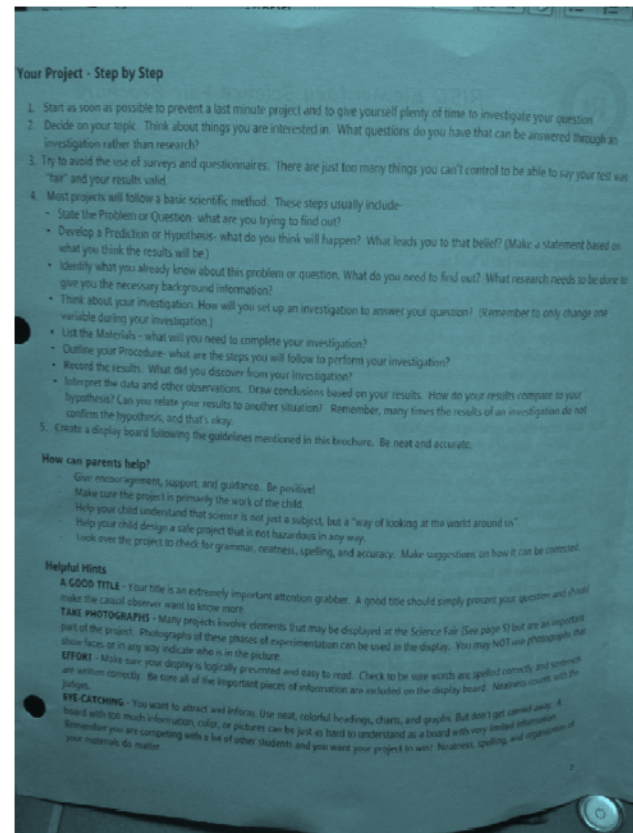 Your Project - Step by Step
1. Start as soon as possible to prevent a last minute project and to give yourself plenty of time to investigate your question
2. Decide on your topic. Think about things you are interested in. What questions do you have that can be answered through an
investigation rather than research?
3. Try to avoid the use of surveys and questionnaires. There are just too many things you can't control to be able to say your test was
"fair" and your results valid.
4. Most projects will follow a basic scientific method. These steps usually include-
• State the Problem or Question- what are you trying to find out?
• Develop a Prediction or Hypothesis- what do you think will happen? What leads you to that belief? (Make a statement based on
what you think the results will be.)
• Identify what you already know about this problem or question. What do you need to find out? What research needs to be done to
give you the necessary background information?
• Think about your investigation. How will you set up an investigation to answer your question? (Remember to only change one
variable during your investigation.)
• List the Materials - what will you need to complete your investigation?
• Outline your Procedure- what are the steps you will follow to perform your investigation?
• Record the results. What did you discover from your investigation?
• Interpret the data and other observations. Draw conclusions based on your results. How do your results compare to your
hypothesis? Can you relate your results to another situation? Remember, many times the results of an investigation do not
confirm the hypothesis, and that's okay.
5. Create a display board following the guidelines mentioned in this brochure. Be neat and accurate.
How can parents help?
Give encouragement, support, and guidance. Be positive!
Make sure the project is primarily the work of the child.
Help your child understand that science is not just a subject, but a "way of looking at the world around us".
Help your child design a safe project that is not hazardous in any way.
Look over the project to check for grammar, neatness, spelling, and accuracy. Make suggestions on how it can be corrected.
Helpful Hints
A GOOD TITLE - Your title is an extremely important attention grabber. A good title should simply present your question and should
make the casual observer want to know more.
TAKE PHOTOGRAPHS - Many projects involve elements that may be displayed at the Science Fair (See page 5) but are an important
part of the project. Photographs of these phases of experimentation can be used in the display. You may NOT use photographs that
show faces or in any way indicate who is in the picture.
EFFORT - Make sure your display is logically presented and easy to read. Check to be sure words are spelled correctly and sentences
are written correctly. Be sure all of the important pieces of information are included on the display board. Neatness counts with the
judges.
EYE-CATCHING - You want to attract and inform. Use neat, colorful headings, charts, and graphs. But don't get carried away. A
board with too much information, color, or pictures can be just as hard to understand as a board with very limited information.
Remember you are competing with a lot of other students and you want your project to win! Neatness, spelling, and organization of
your materials do matter.